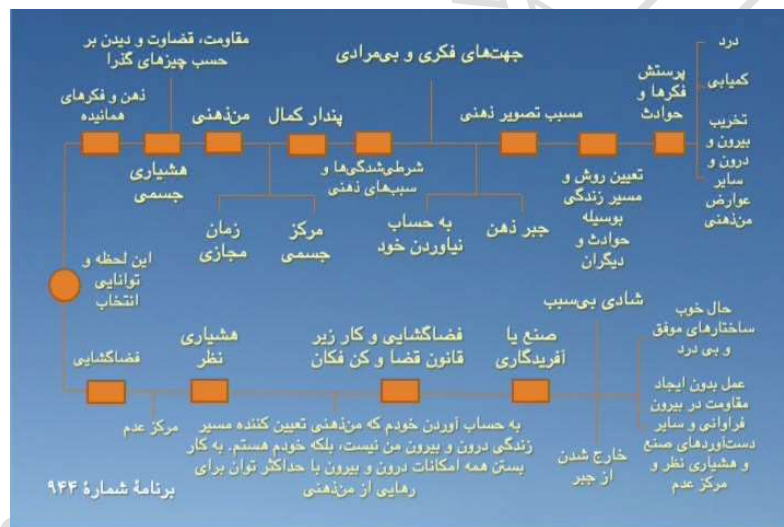 درد
کمیابی
تخریب
بیرون و
درون و
سایر
عوارض
من‌ذهنی
پرستش
فکرها و
حوادث
تعیین روش و
مسیر زندگی
بوسیله
حوادث و
دیگران
مسبب تصویر ذهنی
جهت‌های فکری و بی‌مرادی
جبر ذهن
به حساب
نیاوردن خود
شرطی‌شدگی‌ها و
سبب‌های ذهنی
پندار کمال
مرکز
جسمی
زمان
مجازی
من‌ذهنی
مقاومت، قضاوت و دیدن بر
حسب چیزهای گذرا
هشیاری
جسمی
ذهن و فکرهای
همانیده
این لحظه و
توانایی
انتخاب
فضاگشایی
مرکز عدم
هشیاری
نظر
فضاگشایی و کار زیر
قانون قضا و کن فکان
به حساب آوردن خودم که من‌ذهنی تعیین کننده مسیر
زندگی درون و بیرون من نیست، بلکه خودم هستم. به کار
بستن همه امکانات درون و بیرون با حداکثر توان برای
رهایی از من‌ذهنی
صنع یا
آفریدگاری
شادی بی‌سبب
خارج شدن
از جبر
حال خوب
ساختارهای موفق
و بی درد
عمل بدون ایجاد
مقاومت در بیرون
فراوانی و سایر
دست‌آوردهای صنع
و هشیاری نظر و
مرکز عدم
برنامهٔ شمارهٔ ۹۴۴